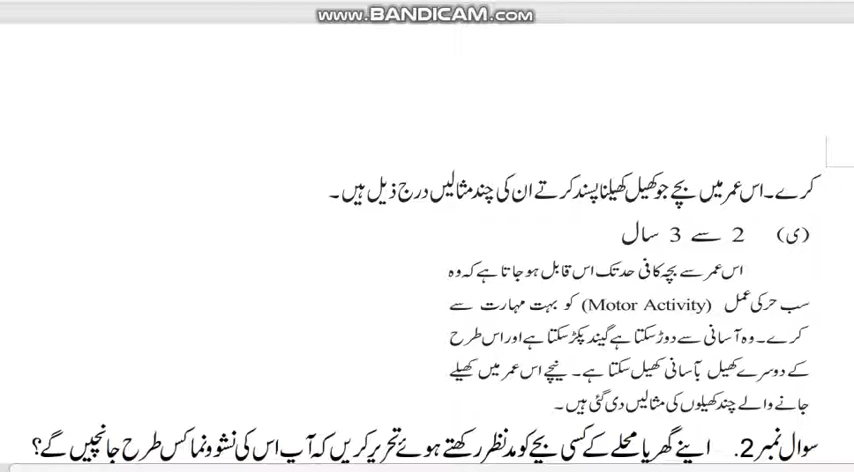 WWW.BANDICAM.COM
کرے۔ اس عمر میں بچے جو کھیل کھیلنا پسند کرتے ان کی چند مثالیں درج ذیل ہیں۔
(ی) 2 سے 3 سال
اس عمر سے بچہ کافی حد تک اس قابل ہو جاتا ہے کہ وہ
سب حرکی عمل (Motor Activity) کو بہت مہارت سے
کرے۔ وہ آسانی سے دوڑ سکتا ہے گیند پکڑ سکتا ہے اور اس طرح
کے دوسرے کھیل بآسانی کھیل سکتا ہے۔ نیچے اس عمر میں کھیلے
جانے والے چند کھیلوں کی مثالیں دی گئی ہیں۔
سوال نمبر 2. اپنے گھر یا محلے کے کسی بچے کو مدنظر رکھتے ہوئے تحریر کریں کہ آپ اس کی نشوونما کس طرح جانچیں گے؟